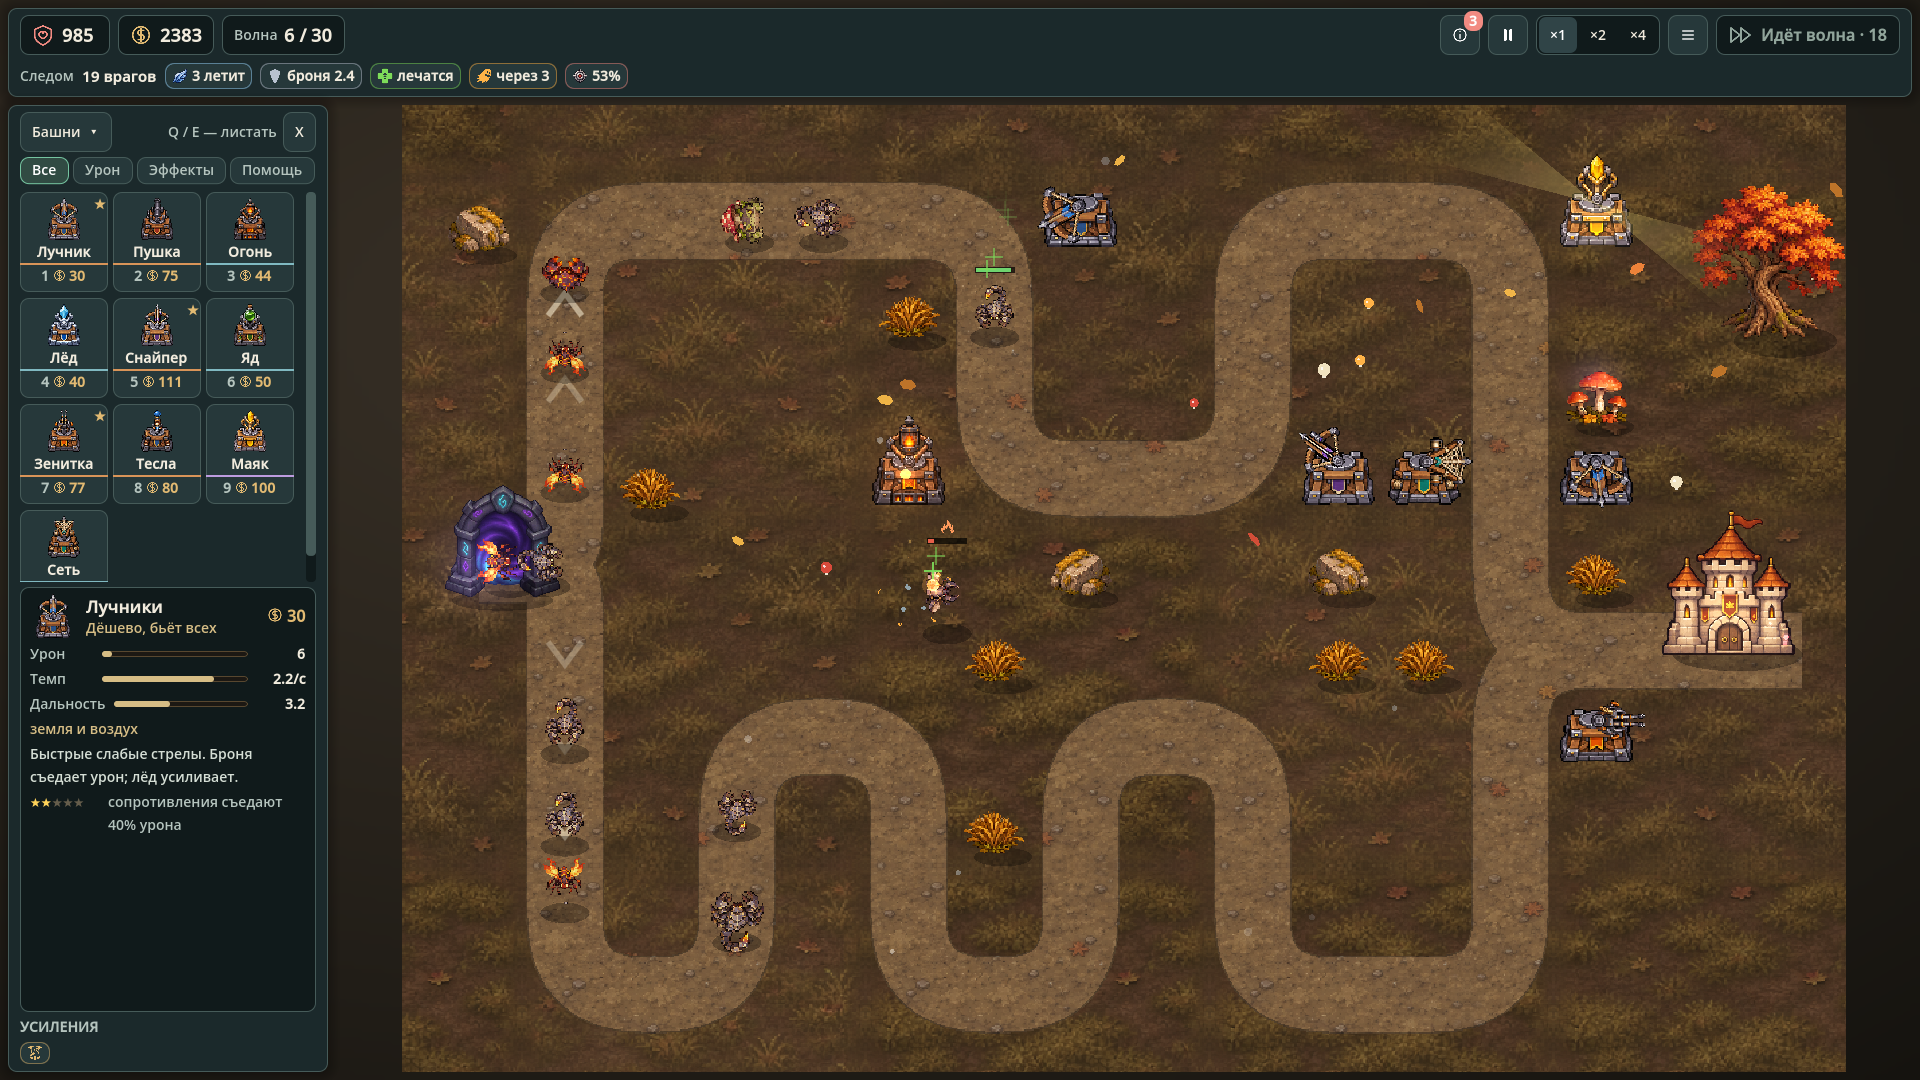 985
2383
Волна 6 / 30
3
×1 ×2 ×4
Идёт волна · 18
Следом 19 врагов 3 летит броня 2.4 лечатся через 3 53%
Башни ▾ Q / E — листать X
Все Урон Эффекты Помощь
Лучник Пушка Огонь
1 $ 30 2 $ 75 3 $ 44
Лёд Снайпер Яд
4 $ 40 5 $ 111 6 $ 50
Зенитка Тесла Маяк
7 $ 77 8 $ 80 9 $ 100
Сеть
Лучники $ 30
Дёшево, бьёт всех
Урон 6
Темп 2.2/с
Дальность 3.2
земля и воздух
Быстрые слабые стрелы. Броня
съедает урон; лёд усиливает.
★★★★★ сопротивления съедают
40% урона
УСИЛЕНИЯ